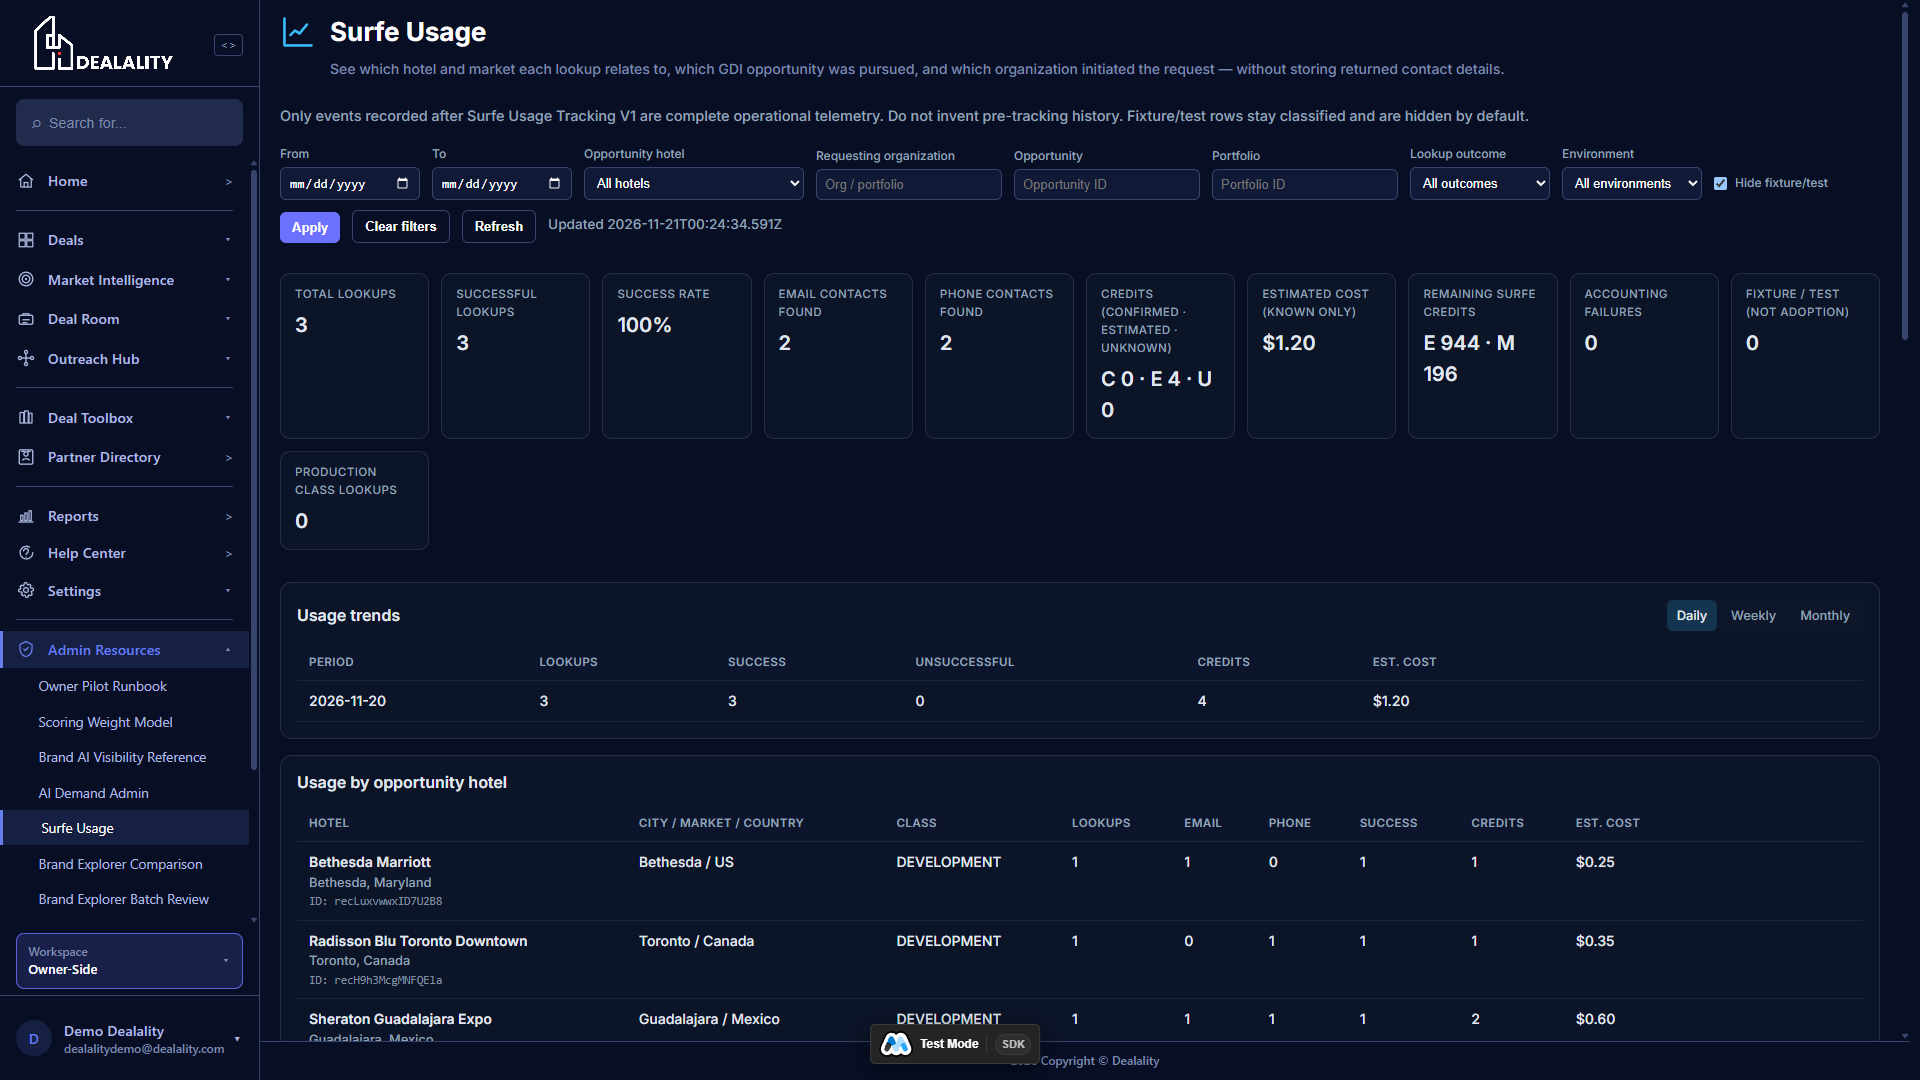 DEALALITY
<>
Search for...
Home
Deals
Market Intelligence
Deal Room
Outreach Hub
Deal Toolbox
Partner Directory
Reports
Help Center
Settings
Admin Resources
Owner Pilot Runbook
Scoring Weight Model
Brand AI Visibility Reference
AI Demand Admin
Surfe Usage
Brand Explorer Comparison
Brand Explorer Batch Review
Workspace
Owner-Side
D
Demo Dealality
dealalitydemo@dealality.com
Surfe Usage
See which hotel and market each lookup relates to, which GDI opportunity was pursued, and which organization initiated the request — without storing returned contact details.
Only events recorded after Surfe Usage Tracking V1 are complete operational telemetry. Do not invent pre-tracking history. Fixture/test rows stay classified and are hidden by default.
From To Opportunity hotel Requesting organization Opportunity Portfolio Lookup outcome Environment
mm/dd/yyyy mm/dd/yyyy All hotels Org / portfolio Opportunity ID Portfolio ID All outcomes All environments Hide fixture/test
Apply Clear filters Refresh Updated 2026-11-21T00:24:34.591Z
TOTAL LOOKUPS
3
SUCCESSFUL
LOOKUPS
3
SUCCESS RATE
100%
EMAIL CONTACTS
FOUND
2
PHONE CONTACTS
FOUND
2
CREDITS
(CONFIRMED ·
ESTIMATED ·
UNKNOWN)
C 0 · E 4 · U
0
ESTIMATED COST
(KNOWN ONLY)
$1.20
REMAINING SURFE
CREDITS
E 944 · M
196
ACCOUNTING
FAILURES
0
FIXTURE / TEST
(NOT ADOPTION)
0
PRODUCTION
CLASS LOOKUPS
0
Usage trends
Daily Weekly Monthly
PERIOD LOOKUPS SUCCESS UNSUCCESSFUL CREDITS EST. COST
2026-11-20 3 3 0 4 $1.20
Usage by opportunity hotel
HOTEL CITY / MARKET / COUNTRY CLASS LOOKUPS EMAIL PHONE SUCCESS CREDITS EST. COST
Bethesda Marriott Bethesda / US DEVELOPMENT 1 1 0 1 1 $0.25
Bethesda, Maryland
ID: recLuxvwwxID7U2B8
Radisson Blu Toronto Downtown Toronto / Canada DEVELOPMENT 1 0 1 1 1 $0.35
Toronto, Canada
ID: recH9h3McgMNFQEla
Sheraton Guadalajara Expo Guadalajara / Mexico DEVELOPMENT 1 1 1 1 2 $0.60
Guadalajara, Mexico
Test Mode SDK
Copyright © Dealality